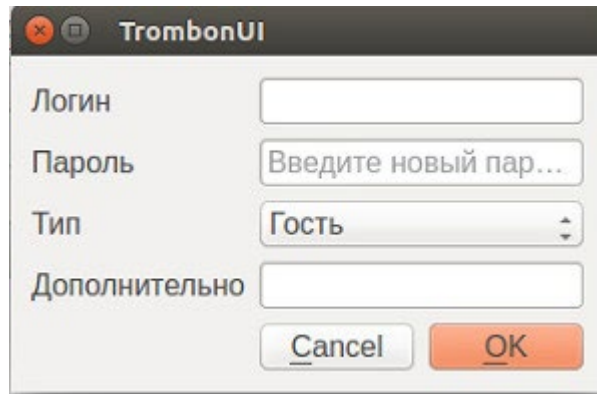 TrombonUI
Логин
Пароль Введите новый пар...
Тип Гость
Дополнительно
Cancel OK